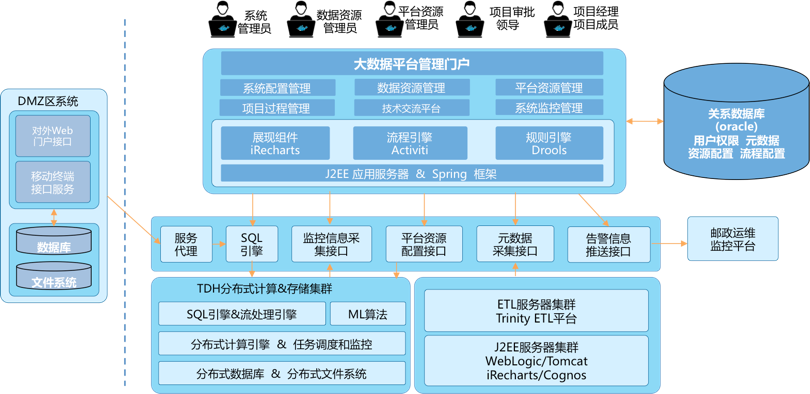 系统
管理员
数据资源
管理员
平台资源
管理员
项目审批
领导
项目经理
项目成员
大数据平台管理门户
系统配置管理
数据资源管理
平台资源管理
项目过程管理
技术交流平台
系统监控管理
展现组件
iRecharts
流程引擎
Activiti
规则引擎
Drools
J2EE 应用服务器 & Spring 框架
关系数据库
(oracle)
用户权限 元数据
资源配置 流程配置
DMZ区系统
对外Web
门户接口
移动终端
接口服务
数据库
文件系统
服务
代理
SQL
引擎
监控信息采
集接口
平台资源
配置接口
元数据
采集接口
告警信息
推送接口
邮政运维
监控平台
TDH分布式计算&存储集群
SQL引擎&流处理引擎
ML算法
分布式计算引擎 & 任务调度和监控
分布式数据库 & 分布式文件系统
ETL服务器集群
Trinity ETL平台
J2EE服务器集群
WebLogic/Tomcat
iRecharts/Cognos